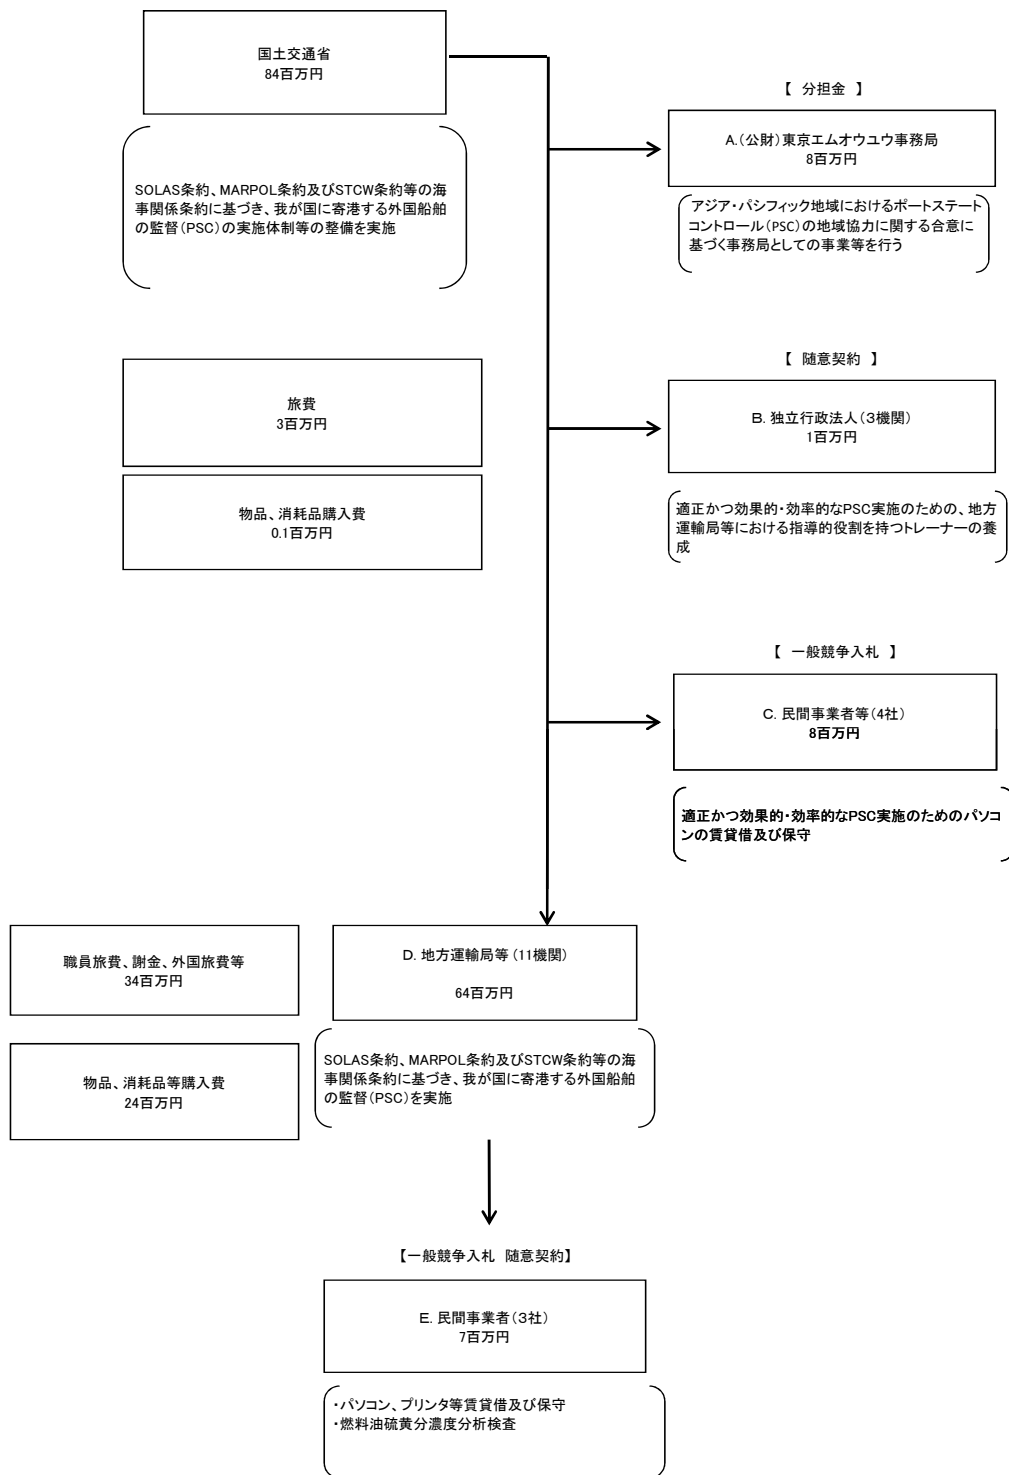 国土交通省
84百万円
SOLAS条約、MARPOL条約及びSTCW条約等の海
事関係条約に基づき、我が国に寄港する外国船舶
の監督(PSC)の実施体制等の整備を実施
【 分担金 】
A.(公財)東京エムオウユウ事務局
8百万円
アジア・パシフィック地域におけるポートステート
コントロール(PSC)の地域協力に関する合意に
基づく事務局としての事業等を行う
旅費
3百万円
物品、消耗品購入費
0.1百万円
【 随意契約 】
B. 独立行政法人(3機関)
1百万円
適正かつ効果的・効率的なPSC実施のための、地方
運輸局等における指導的役割を持つトレーナーの養
成
【 一般競争入札 】
C. 民間事業者等(4社)
8百万円
適正かつ効果的・効率的なPSC実施のためのパソコ
ンの賃貸借及び保守
職員旅費、謝金、外国旅費等
34百万円
物品、消耗品等購入費
24百万円
D. 地方運輸局等 (11機関)
64百万円
SOLAS条約、MARPOL条約及びSTCW条約等の海
事関係条約に基づき、我が国に寄港する外国船舶
の監督(PSC)を実施
【一般競争入札 随意契約】
E. 民間事業者(3社)
7百万円
・パソコン、プリンタ等賃貸借及び保守
・燃料油硫黄分濃度分析検査